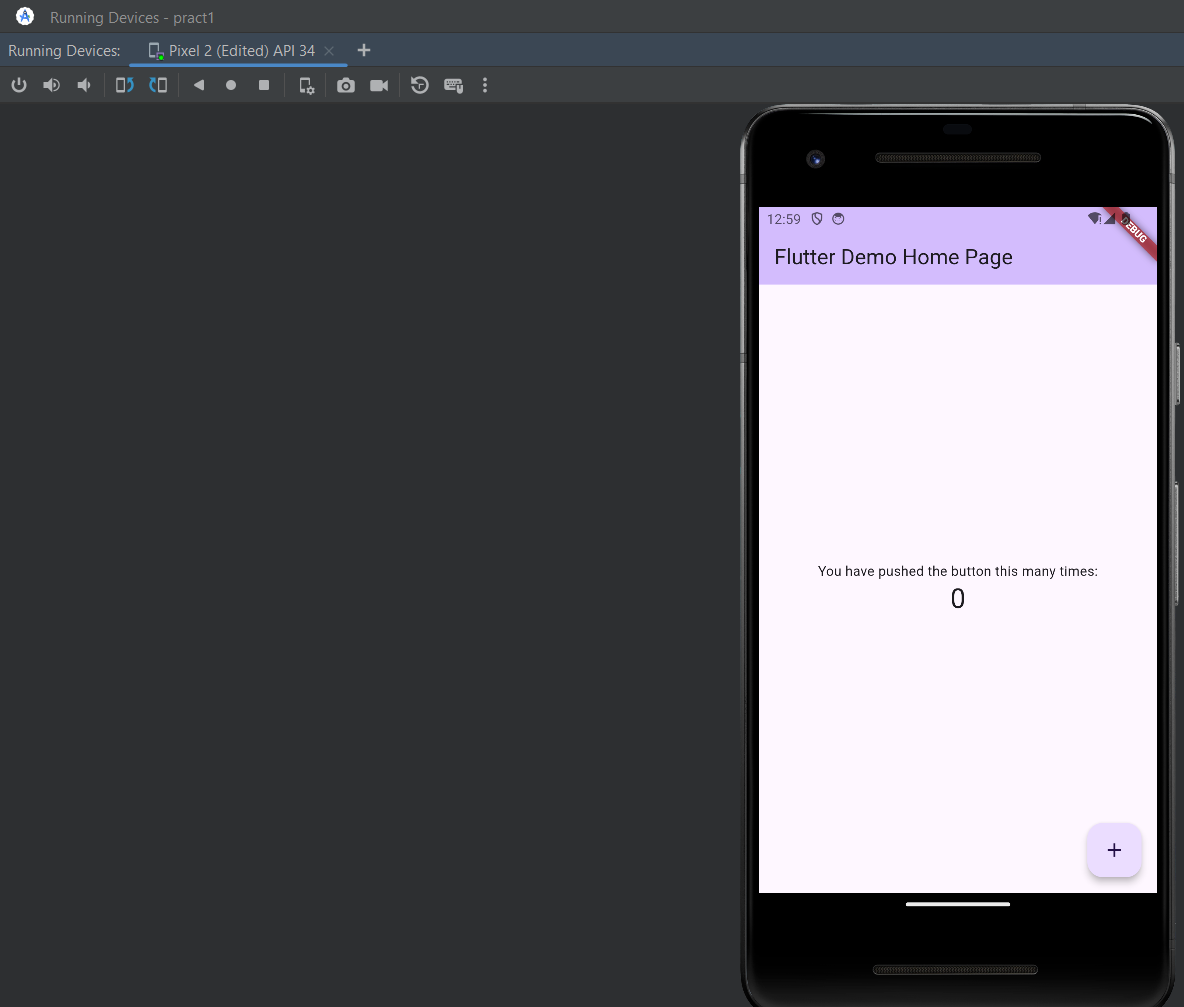 Running Devices - pract1
Running Devices:
Pixel 2 (Edited) API 34
12:59
DEBUG
Flutter Demo Home Page
You have pushed the button this many times:
0